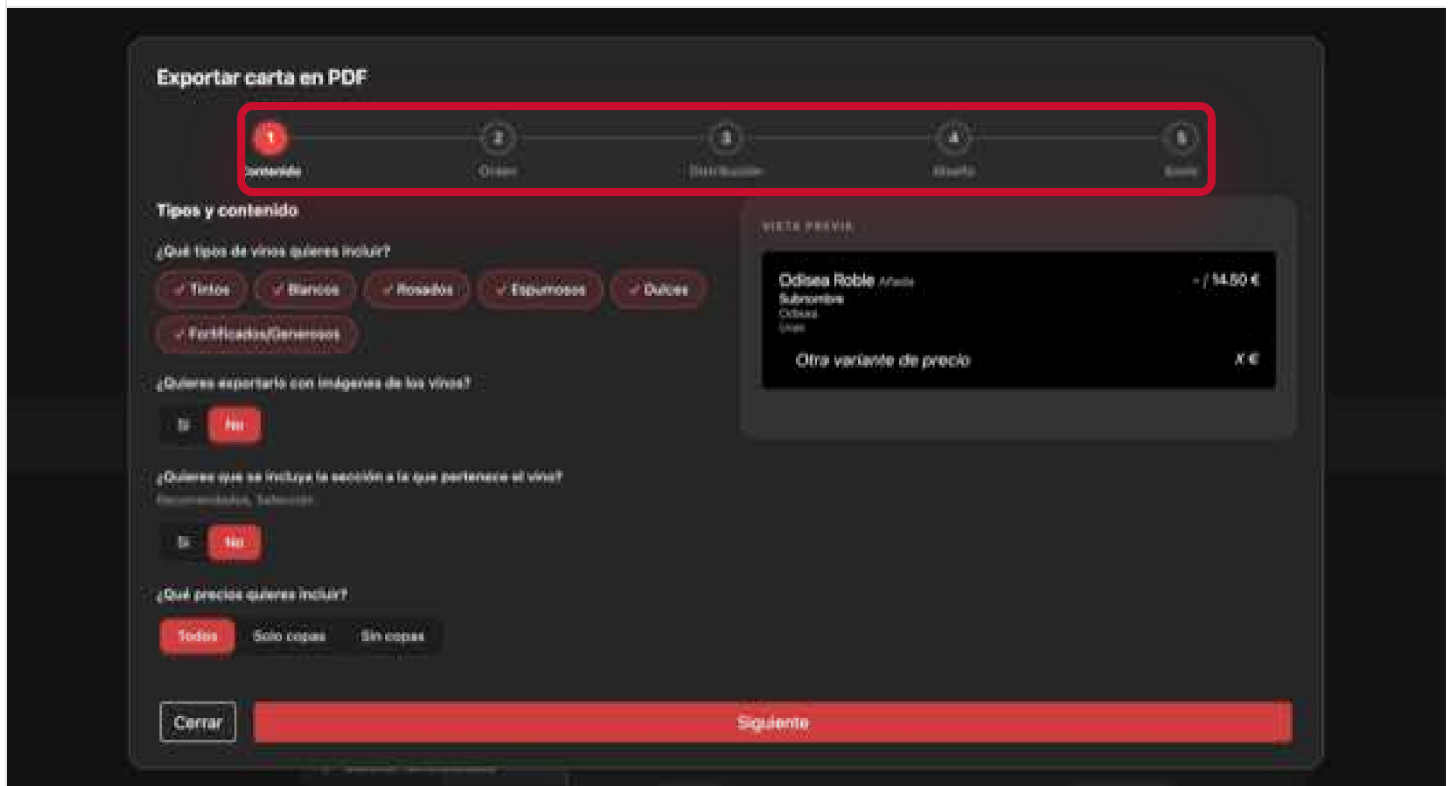 Exportar carta en PDF
1 2 3 4 5
Contenido Orden Distribución Diseño Envío
Tipos y contenido
¿Qué tipos de vinos quieres incluir?
✓ Tintos ✓ Blancos ✓ Rosados ✓ Espumosos ✓ Dulces
✓ Fortificados/Generosos
¿Quieres exportarlo con imágenes de los vinos?
Sí No
¿Quieres que se incluya la sección a la que pertenece el vino?
Recomendados, Selección
Sí No
¿Qué precios quieres incluir?
Todos Solo copas Sin copas
VISTA PREVIA
Odisea Roble Añada - / 14.50 €
Subnombre
Odisea
Uvas
Otra variante de precio X €
Cerrar Siguiente